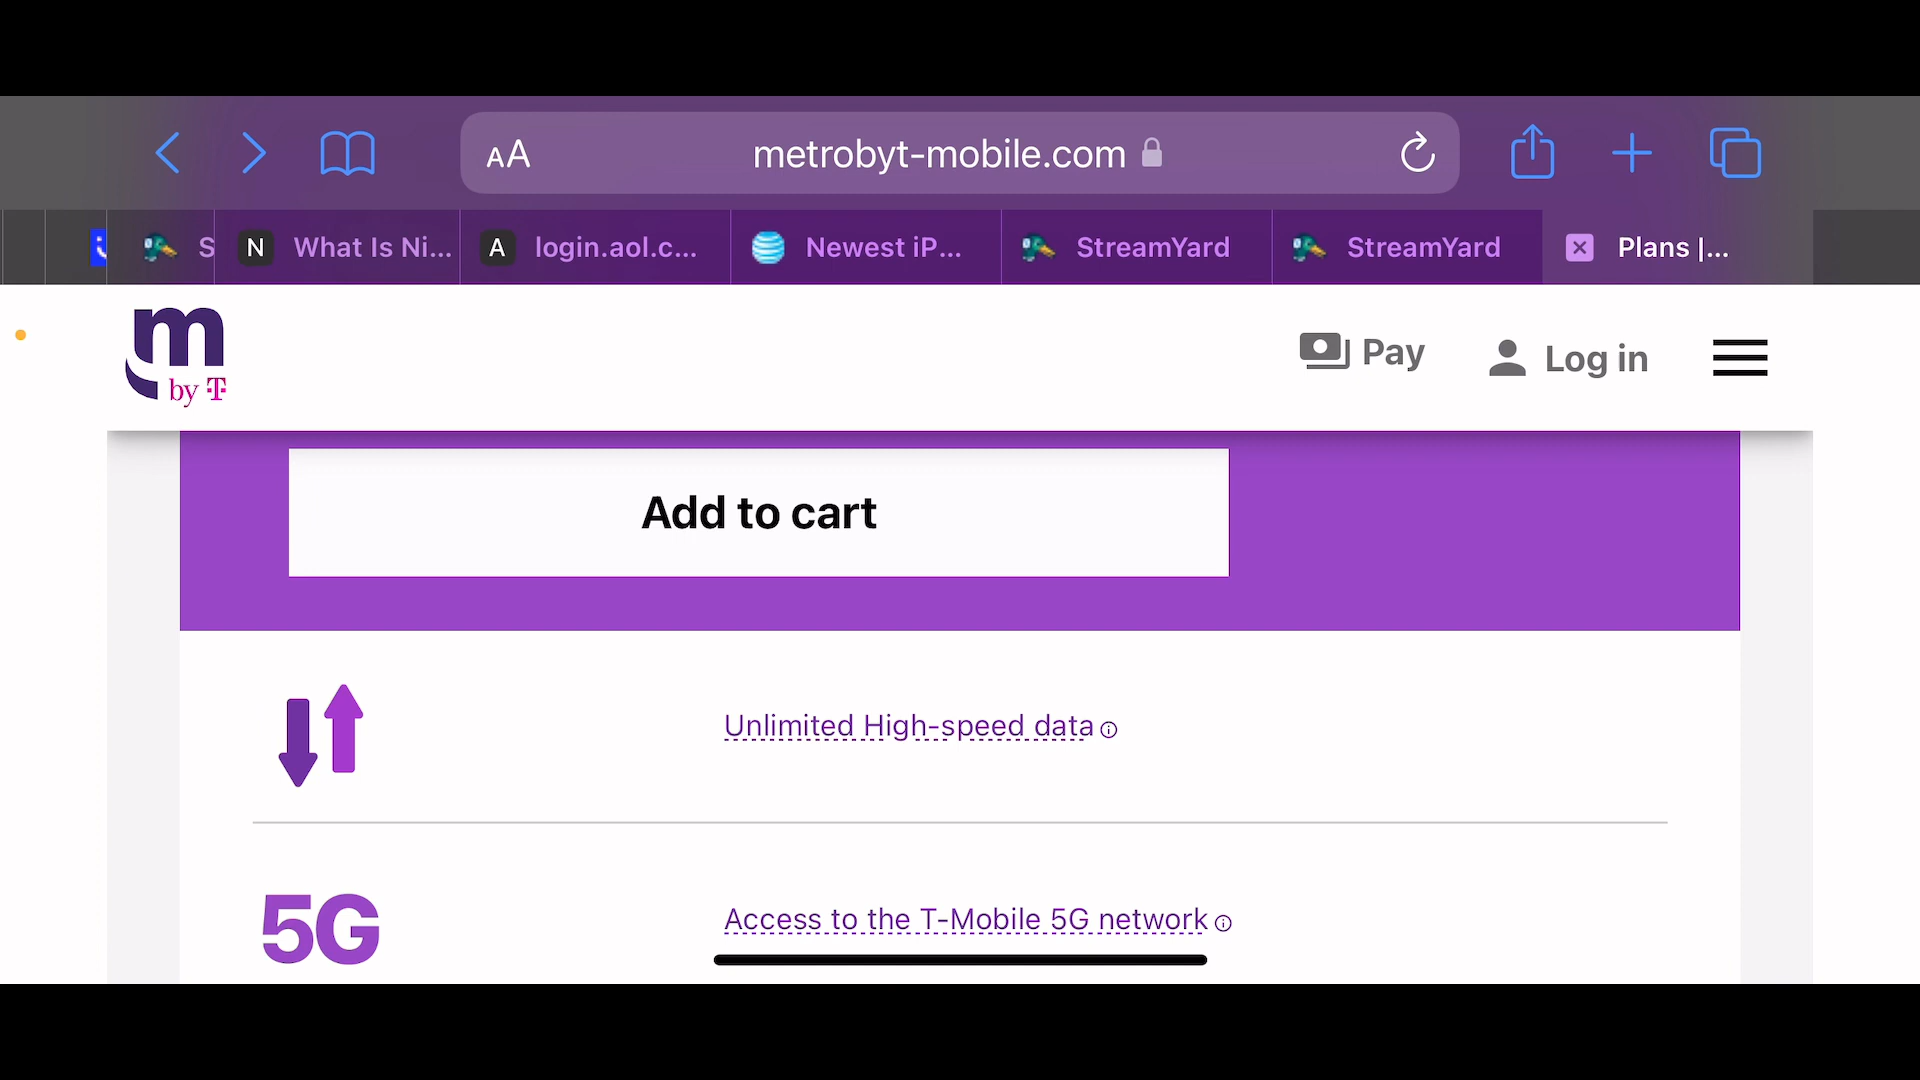 AA metrobyt-mobile.com
S N What Is Ni... A login.aol.c... Newest iP... StreamYard StreamYard Plans |...
m by T Pay Log in
Add to cart
Unlimited High-speed data
5G Access to the T-Mobile 5G network